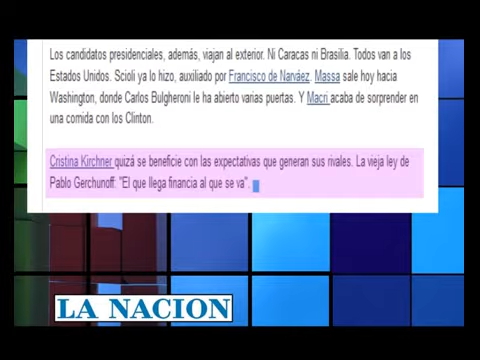 Los candidatos presidenciales, además, viajan al exterior. Ni Caracas ni Brasilia. Todos van a los
Estados Unidos. Scioli ya lo hizo, auxiliado por Francisco de Narváez. Massa sale hoy hacia
Washington, donde Carlos Bulgheroni le ha abierto varias puertas. Y Macri acaba de sorprender en
una comida con los Clinton.
Cristina Kirchner quizá se beneficie con las expectativas que generan sus rivales. La vieja ley de
Pablo Gerchunoff: "El que llega financia al que se va".
LA NACION